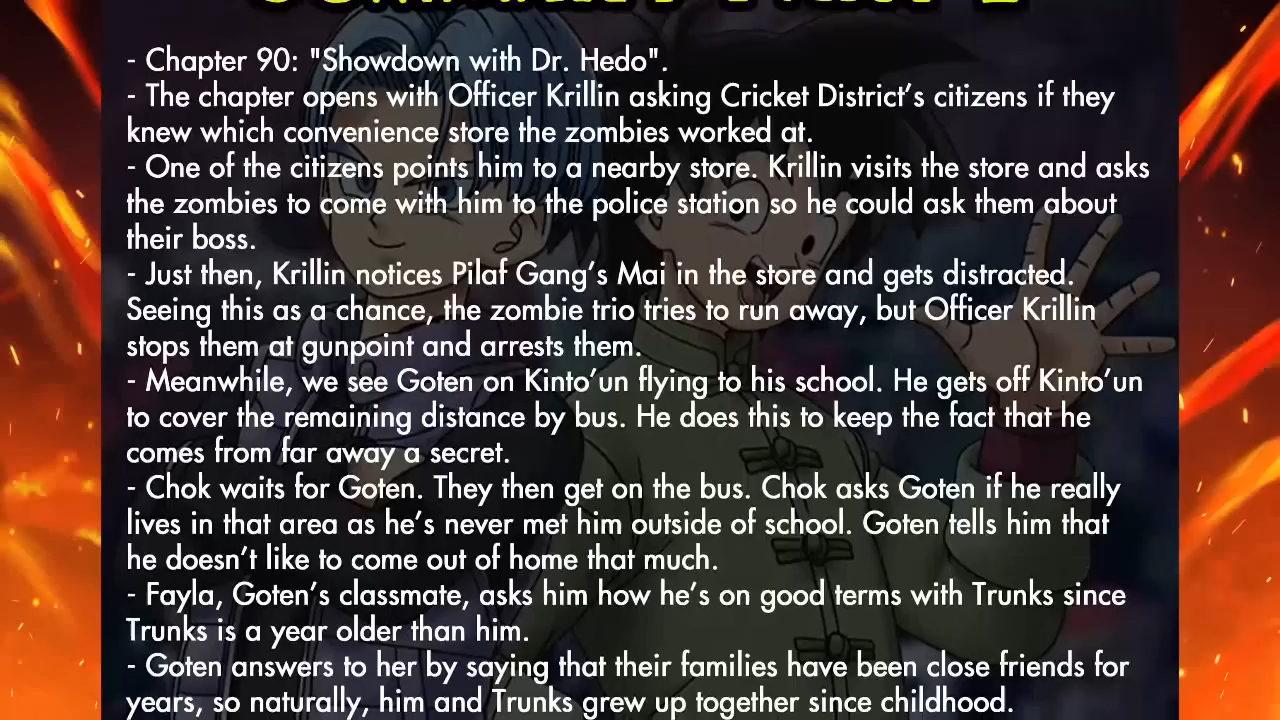 - Chapter 90: "Showdown with Dr. Hedo".
- The chapter opens with Officer Krillin asking Cricket District's citizens if they
knew which convenience store the zombies worked at.
- One of the citizens points him to a nearby store. Krillin visits the store and asks
the zombies to come with him to the police station so he could ask them about
their boss.
- Just then, Krillin notices Pilaf Gang's Mai in the store and gets distracted.
Seeing this as a chance, the zombie trio tries to run away, but Officer Krillin
stops them at gunpoint and arrests them.
- Meanwhile, we see Goten on Kinto'un flying to his school. He gets off Kinto'un
to cover the remaining distance by bus. He does this to keep the fact that he
comes from far away a secret.
- Chok waits for Goten. They then get on the bus. Chok asks Goten if he really
lives in that area as he's never met him outside of school. Goten tells him that
he doesn't like to come out of home that much.
- Fayla, Goten's classmate, asks him how he's on good terms with Trunks since
Trunks is a year older than him.
- Goten answers to her by saying that their families have been close friends for
years, so naturally, him and Trunks grew up together since childhood.